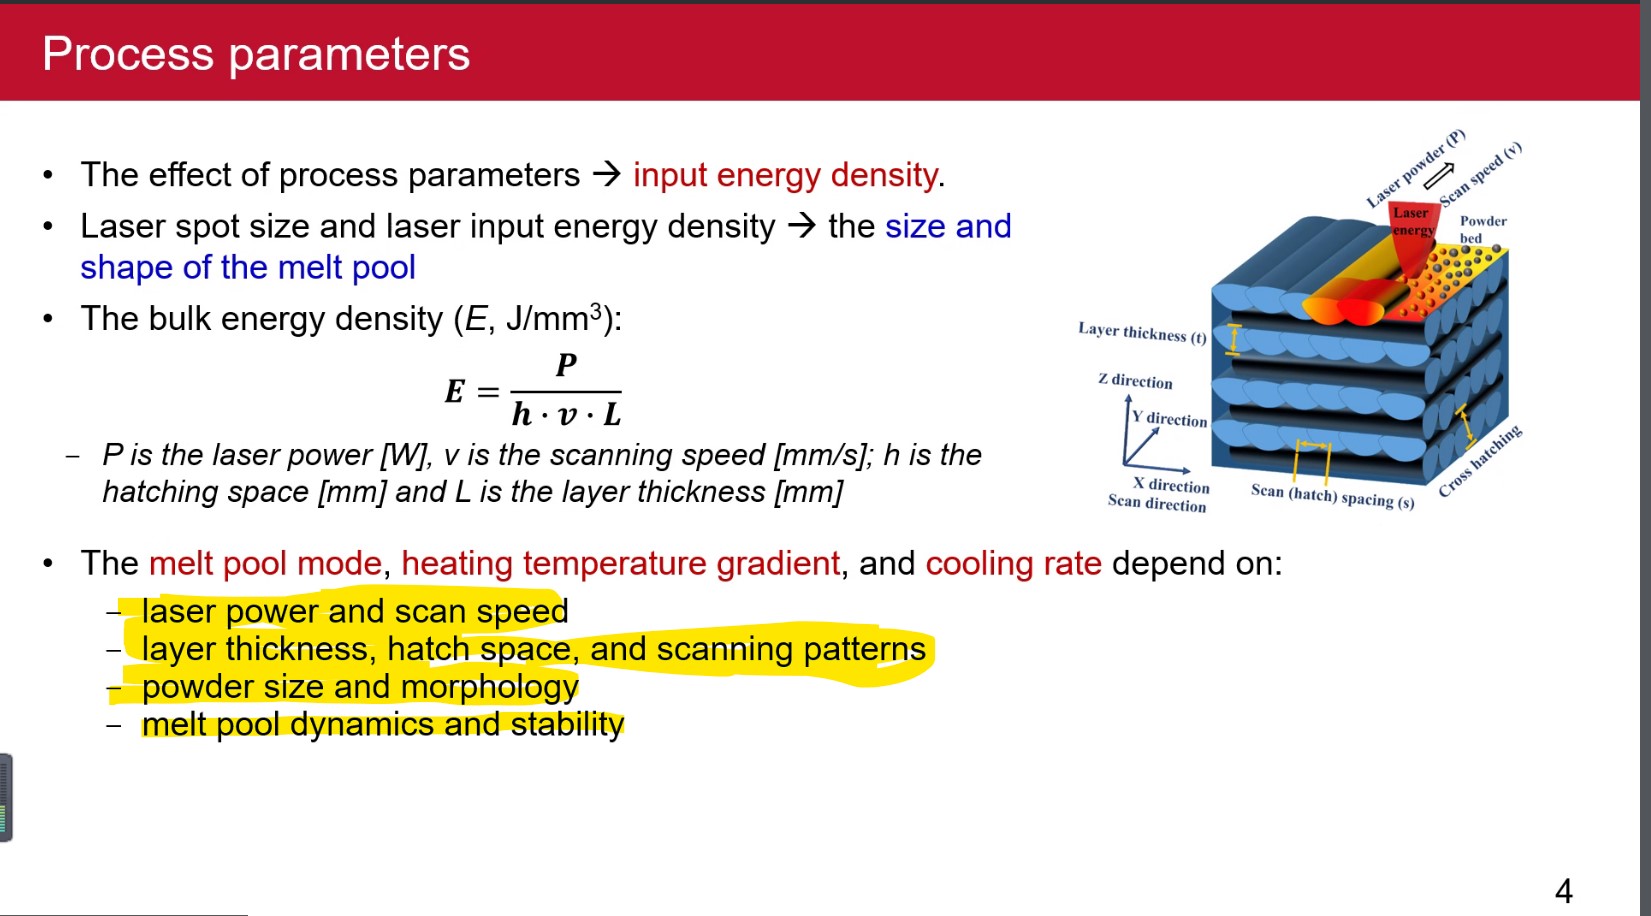 Process parameters
• The effect of process parameters → input energy density.
• Laser spot size and laser input energy density → the size and
shape of the melt pool
• The bulk energy density (E, J/mm³):
E = P / (h · v · L)
– P is the laser power [W], v is the scanning speed [mm/s]; h is the
hatching space [mm] and L is the layer thickness [mm]
• The melt pool mode, heating temperature gradient, and cooling rate depend on:
– laser power and scan speed
– layer thickness, hatch space, and scanning patterns
– powder size and morphology
– melt pool dynamics and stability
Laser powder (P)
Scan speed (v)
Laser
energy
Powder
bed
Layer thickness (t)
Z direction
Y direction
X direction
Scan direction
Scan (hatch) spacing (s)
Cross hatching
4